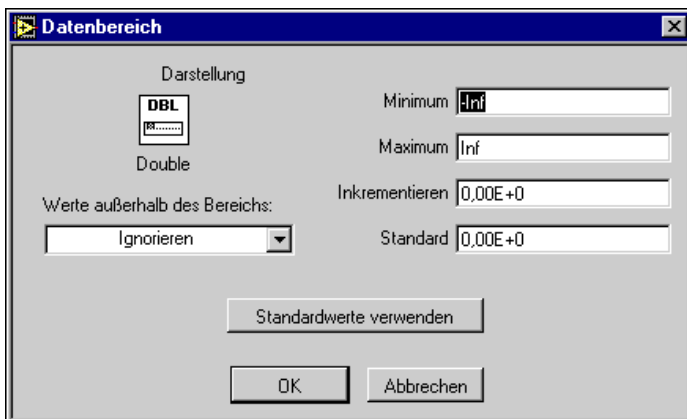 Datenbereich
Darstellung
DBL
Double
Werte außerhalb des Bereichs:
Ignorieren
Minimum -Inf
Maximum Inf
Inkrementieren 0,00E+0
Standard 0,00E+0
Standardwerte verwenden
OK Abbrechen